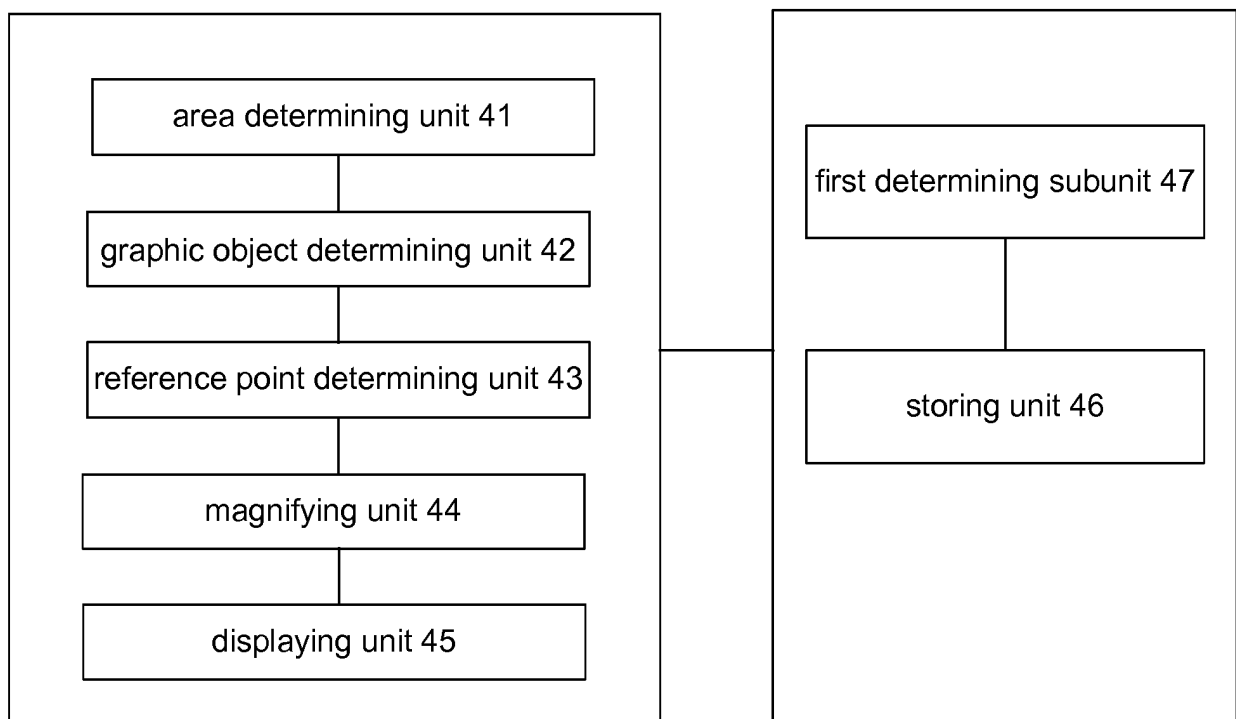 area determining unit 41
graphic object determining unit 42
reference point determining unit 43
magnifying unit 44
displaying unit 45
first determining subunit 47
storing unit 46